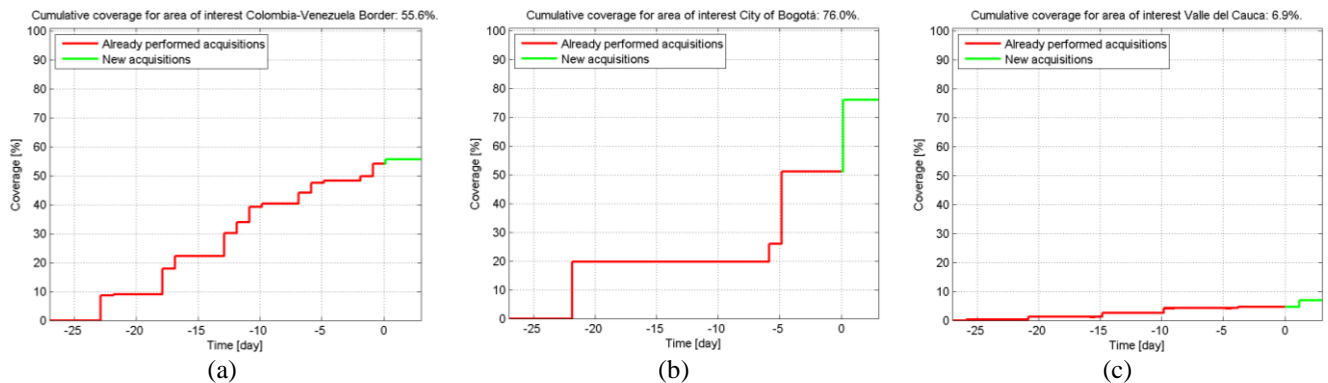 Cumulative coverage for area of interest Colombia-Venezuela Border: 55.6%.
100
90
80
70
60
50
40
30
20
10
0
Coverage [%]
Already performed acquisitions
New acquisitions
-25 -20 -15 -10 -5 0
Time [day]
(a)
Cumulative coverage for area of interest City of Bogotá: 76.0%.
100
90
80
70
60
50
40
30
20
10
0
Coverage [%]
Already performed acquisitions
New acquisitions
-25 -20 -15 -10 -5 0
Time [day]
(b)
Cumulative coverage for area of interest Valle del Cauca: 6.9%.
100
90
80
70
60
50
40
30
20
10
0
Coverage [%]
Already performed acquisitions
New acquisitions
-25 -20 -15 -10 -5 0
Time [day]
(c)